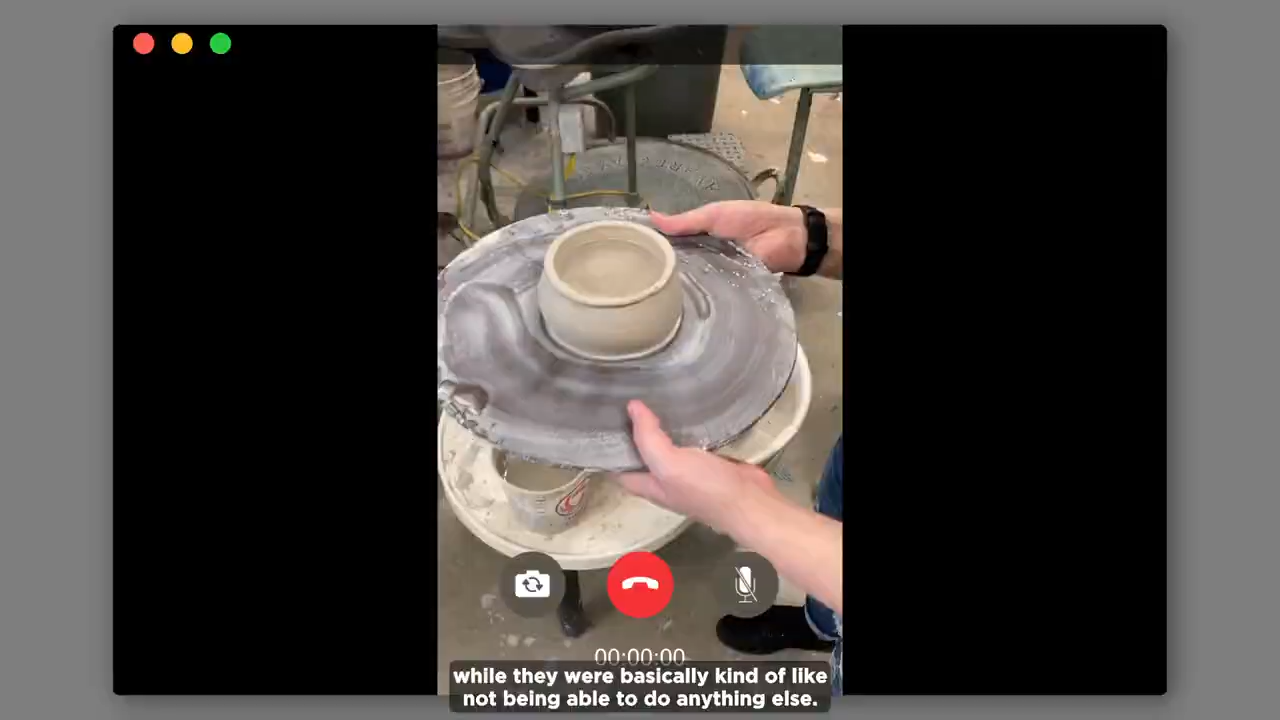 00:00:00
while they were basically kind of like
not being able to do anything else.